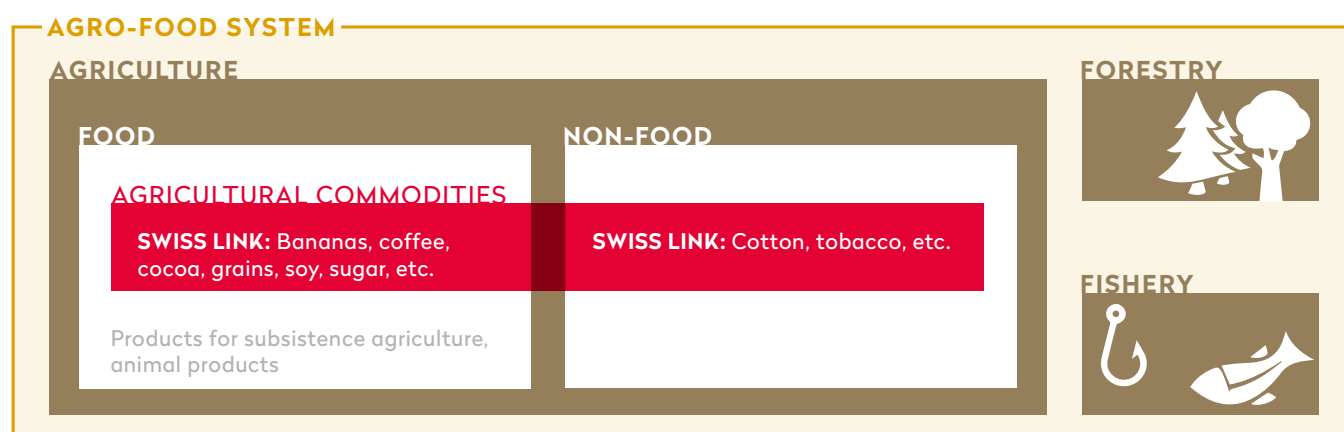 AGRO-FOOD SYSTEM
AGRICULTURE
FOOD
NON-FOOD
AGRICULTURAL COMMODITIES
SWISS LINK: Bananas, coffee,
cocoa, grains, soy, sugar, etc.
SWISS LINK: Cotton, tobacco, etc.
Products for subsistence agriculture,
animal products
FORESTRY
FISHERY